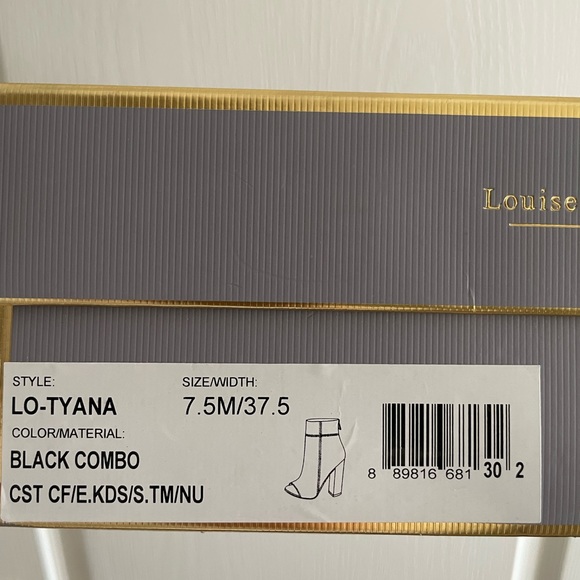 Louise
STYLE: SIZE/WIDTH:
LO-TYANA 7.5M/37.5
COLOR/MATERIAL:
BLACK COMBO
CST CF/E.KDS/S.TM/NU
8 89816 681 30 2